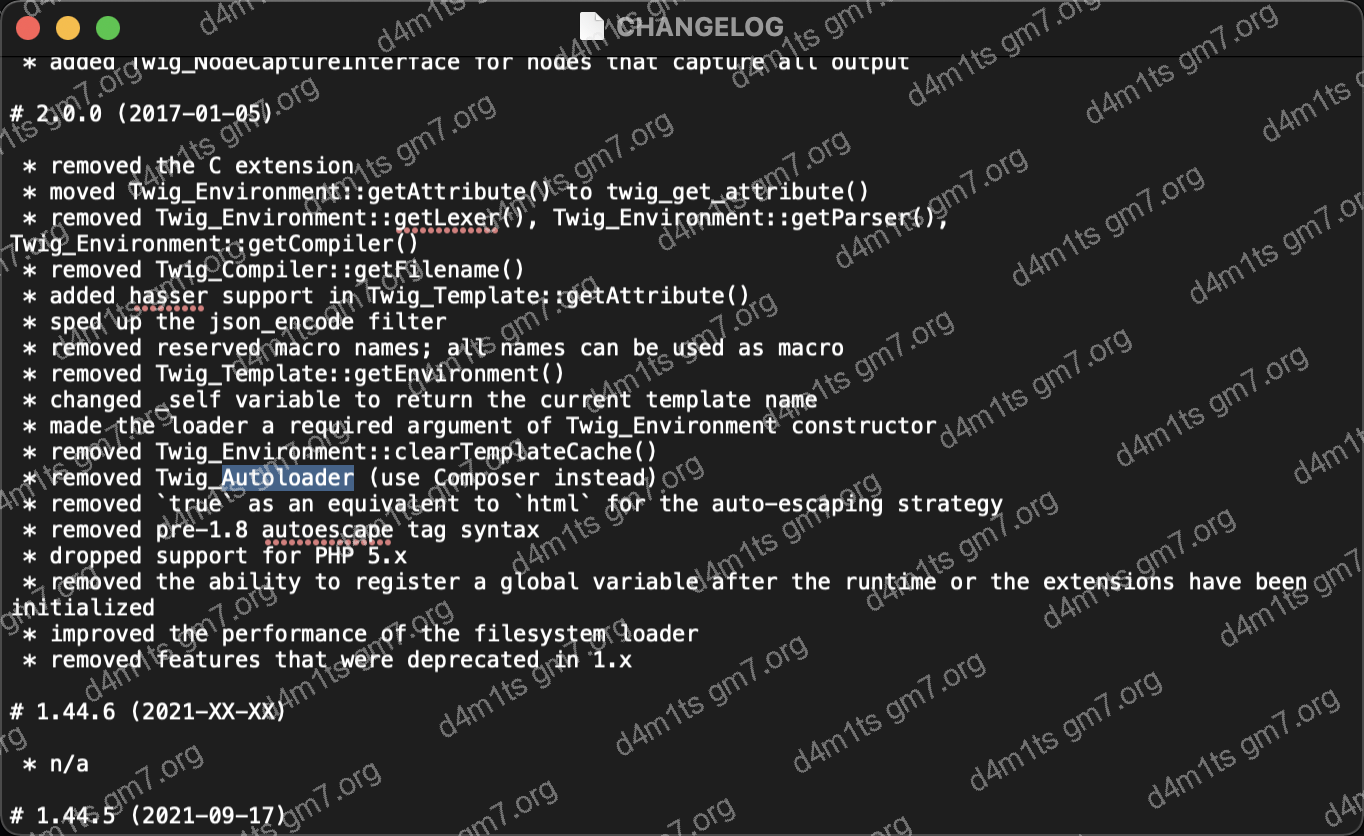 CHANGELOG
* added Twig_NodeCaptureInterface for nodes that capture all output
# 2.0.0 (2017-01-05)
* removed the C extension
* moved Twig_Environment::getAttribute() to twig_get_attribute()
* removed Twig_Environment::getLexer(), Twig_Environment::getParser(),
Twig_Environment::getCompiler()
* removed Twig_Compiler::getFilename()
* added hasser support in Twig_Template::getAttribute()
* sped up the json_encode filter
* removed reserved macro names; all names can be used as macro
* removed Twig_Template::getEnvironment()
* changed _self variable to return the current template name
* made the loader a required argument of Twig_Environment constructor
* removed Twig_Environment::clearTemplateCache()
* removed Twig_Autoloader (use Composer instead)
* removed `true` as an equivalent to `html` for the auto-escaping strategy
* removed pre-1.8 autoescape tag syntax
* dropped support for PHP 5.x
* removed the ability to register a global variable after the runtime or the extensions have been
initialized
* improved the performance of the filesystem loader
* removed features that were deprecated in 1.x
# 1.44.6 (2021-XX-XX)
* n/a
# 1.44.5 (2021-09-17)
d4m1ts gm7.org